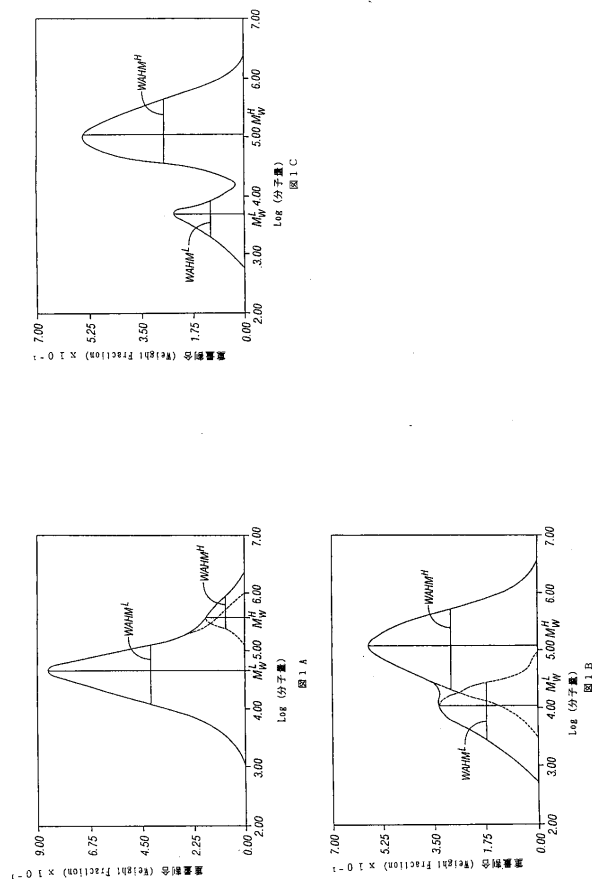 重量割合 (Weight Fraction) x 10⁻¹
9.00
6.75
4.50
2.25
0.00
2.00
3.00
4.00
M_W^L
5.00
M_W^H
6.00
7.00
WAHM^L
WAHM^H
Log (分子量)
図1 A
重量割合 (Weight Fraction) x 10⁻¹
7.00
5.25
3.50
1.75
0.00
2.00
3.00
4.00
M_W^L
5.00
M_W^H
6.00
7.00
WAHM^L
WAHM^H
Log (分子量)
図1 B
重量割合 (Weight Fraction) x 10⁻¹
7.00
5.25
3.50
1.75
0.00
2.00
3.00
M_W^L
4.00
5.00
M_W^H
6.00
7.00
WAHM^L
WAHM^H
Log (分子量)
図1 C